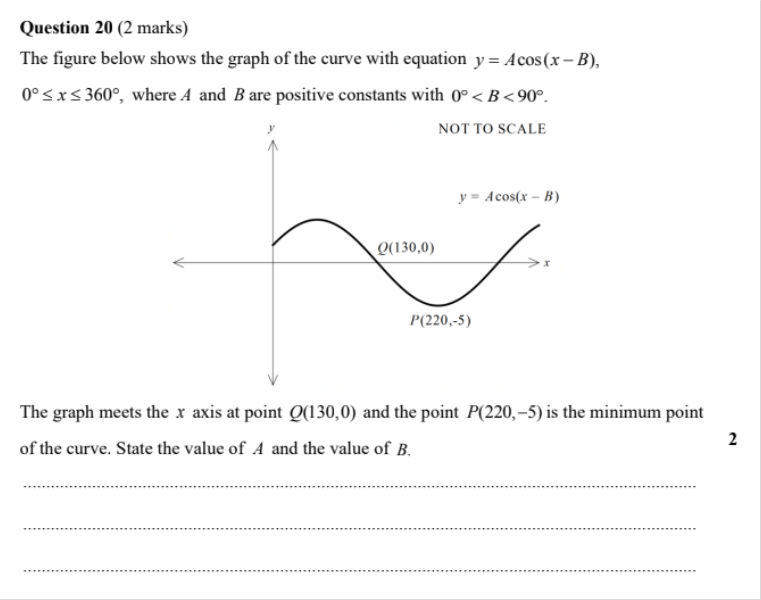 Question 20 (2 marks)
The figure below shows the graph of the curve with equation y = A cos(x − B),
0° ≤ x ≤ 360°, where A and B are positive constants with 0° < B < 90°.
y
NOT TO SCALE
y = A cos(x − B)
Q(130,0)
x
P(220,-5)
The graph meets the x axis at point Q(130,0) and the point P(220,−5) is the minimum point
of the curve. State the value of A and the value of B.
2